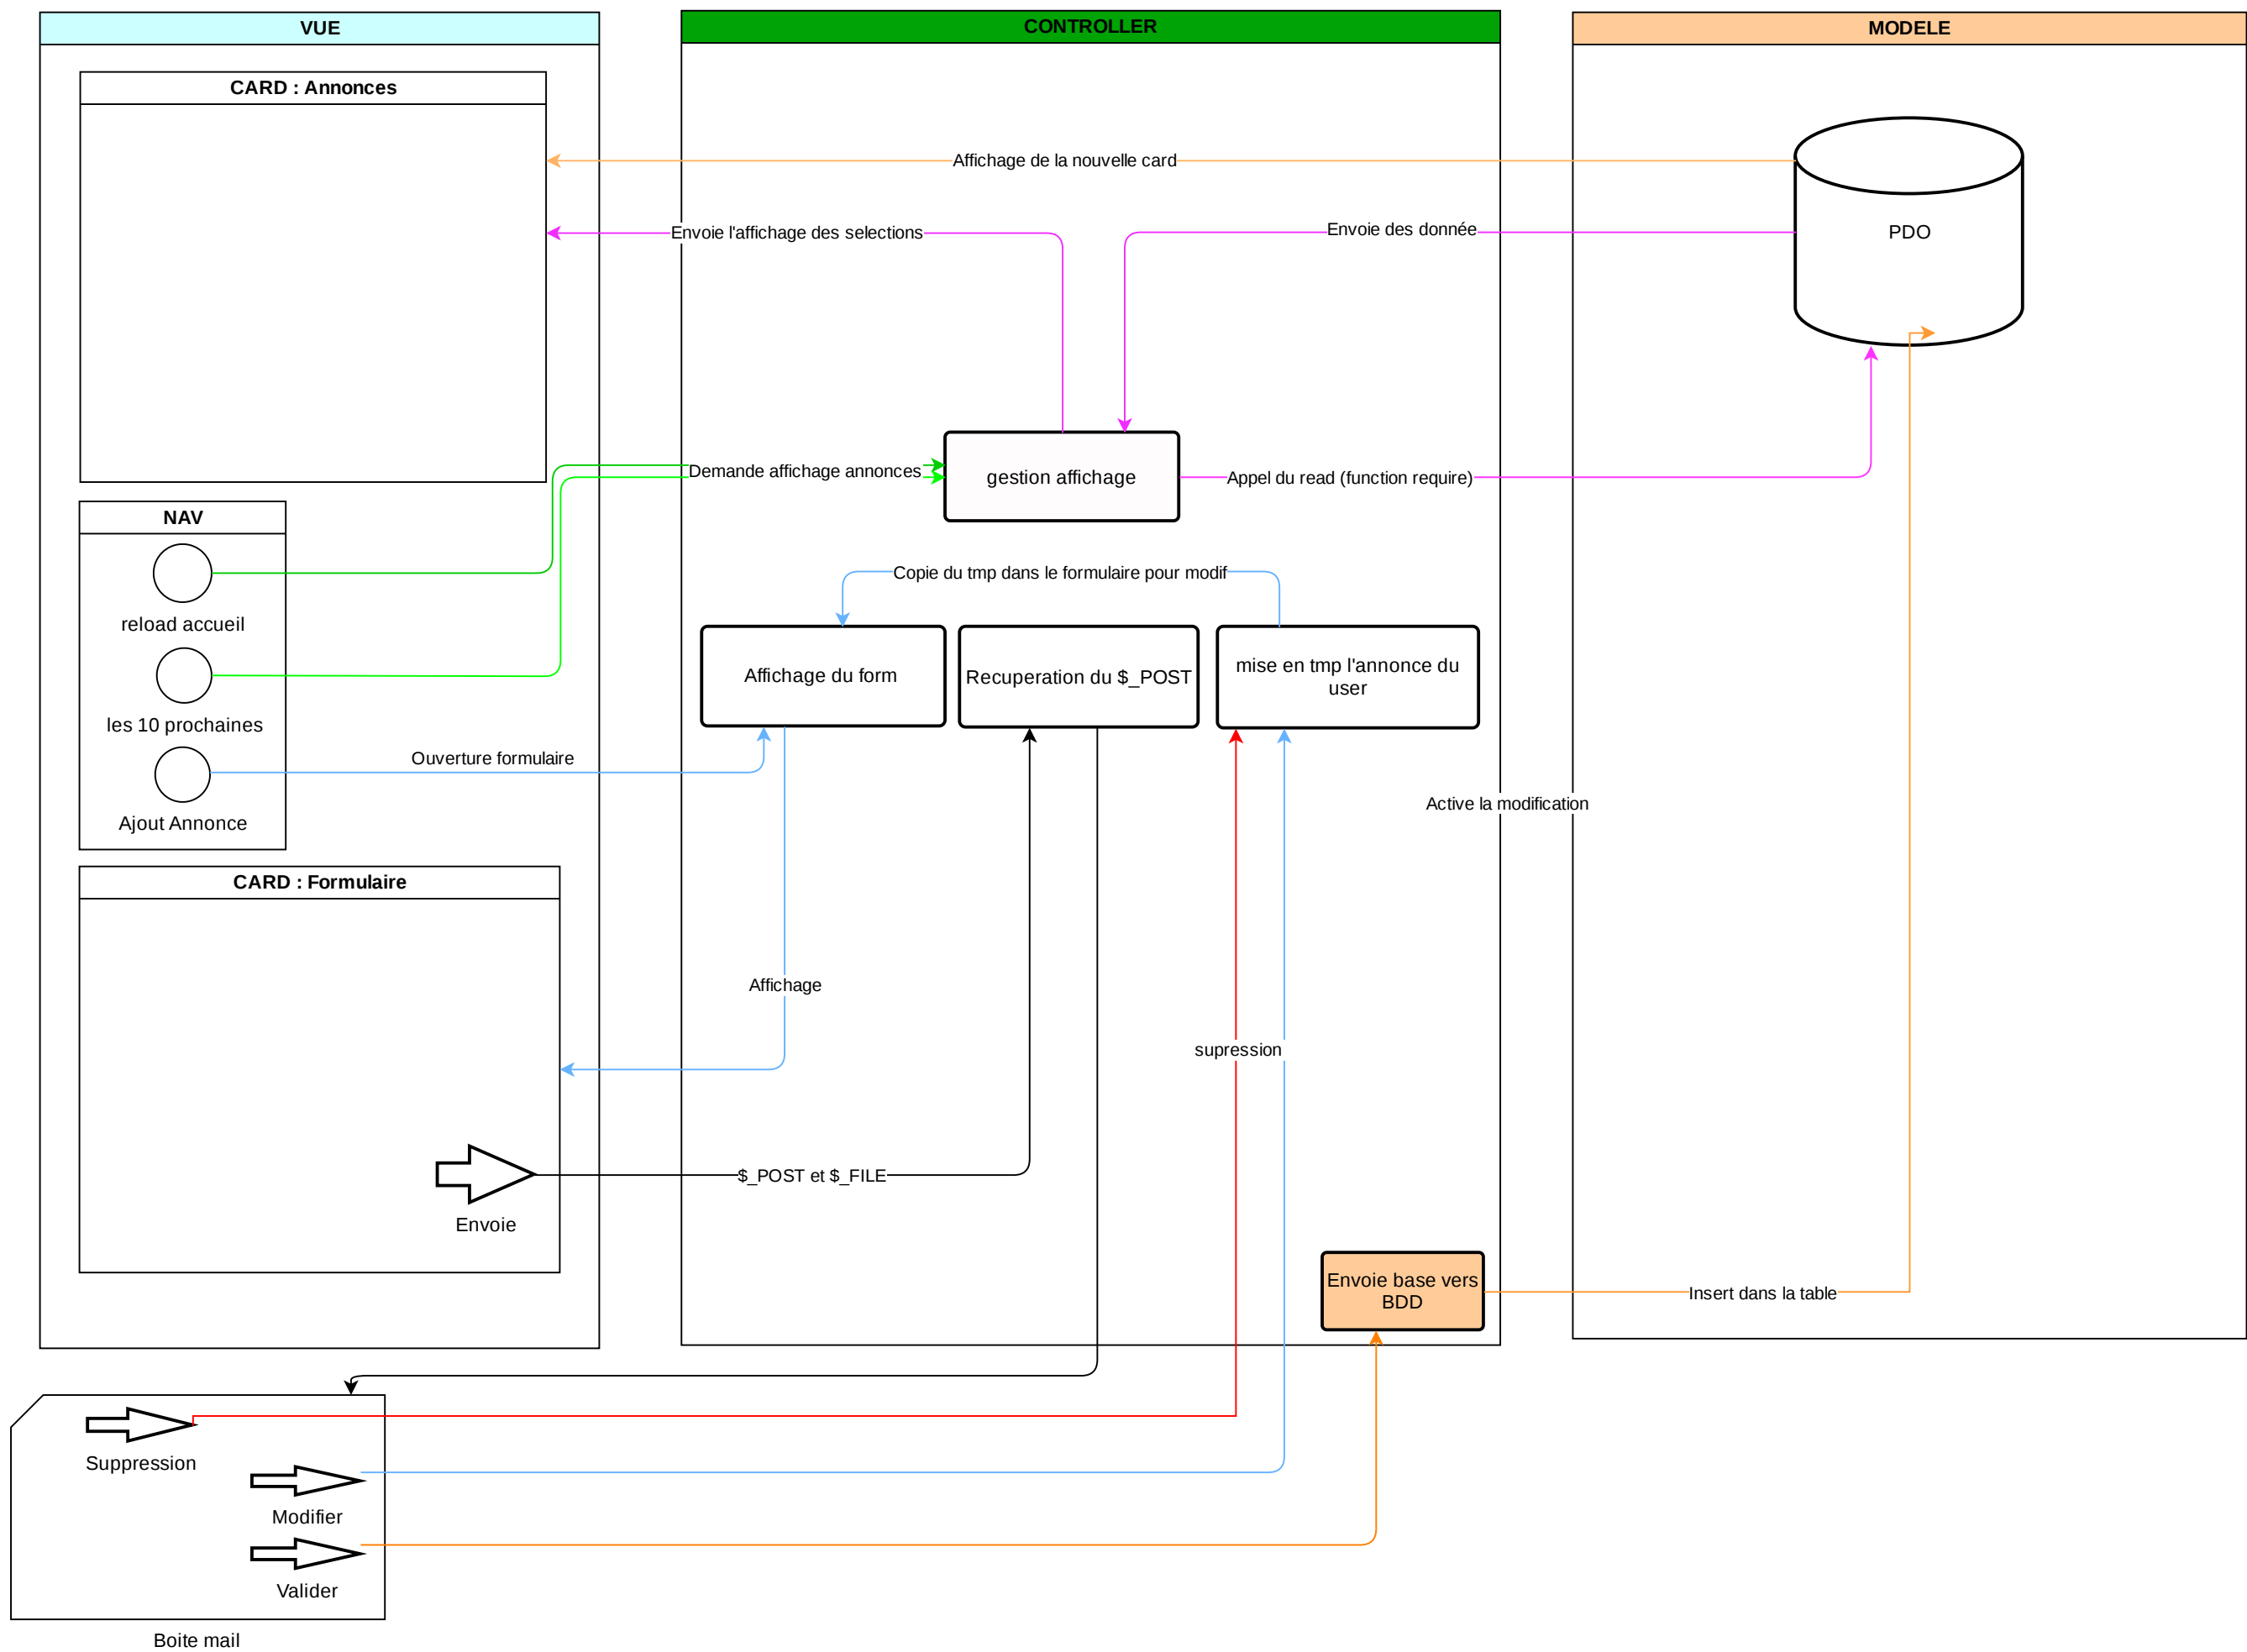 VUE
CONTROLLER
MODELE
CARD : Annonces
Affichage de la nouvelle card
Envoie l'affichage des selections
Envoie des donnée
PDO
Demande affichage annonces
gestion affichage
Appel du read (function require)
NAV
reload accueil
les 10 prochaines
Ajout Annonce
Copie du tmp dans le formulaire pour modif
Affichage du form
Recuperation du $_POST
mise en tmp l'annonce du
user
Ouverture formulaire
Active la modification
CARD : Formulaire
Affichage
supression
$_POST et $_FILE
Envoie
Envoie base vers
BDD
Insert dans la table
Suppression
Modifier
Valider
Boite mail